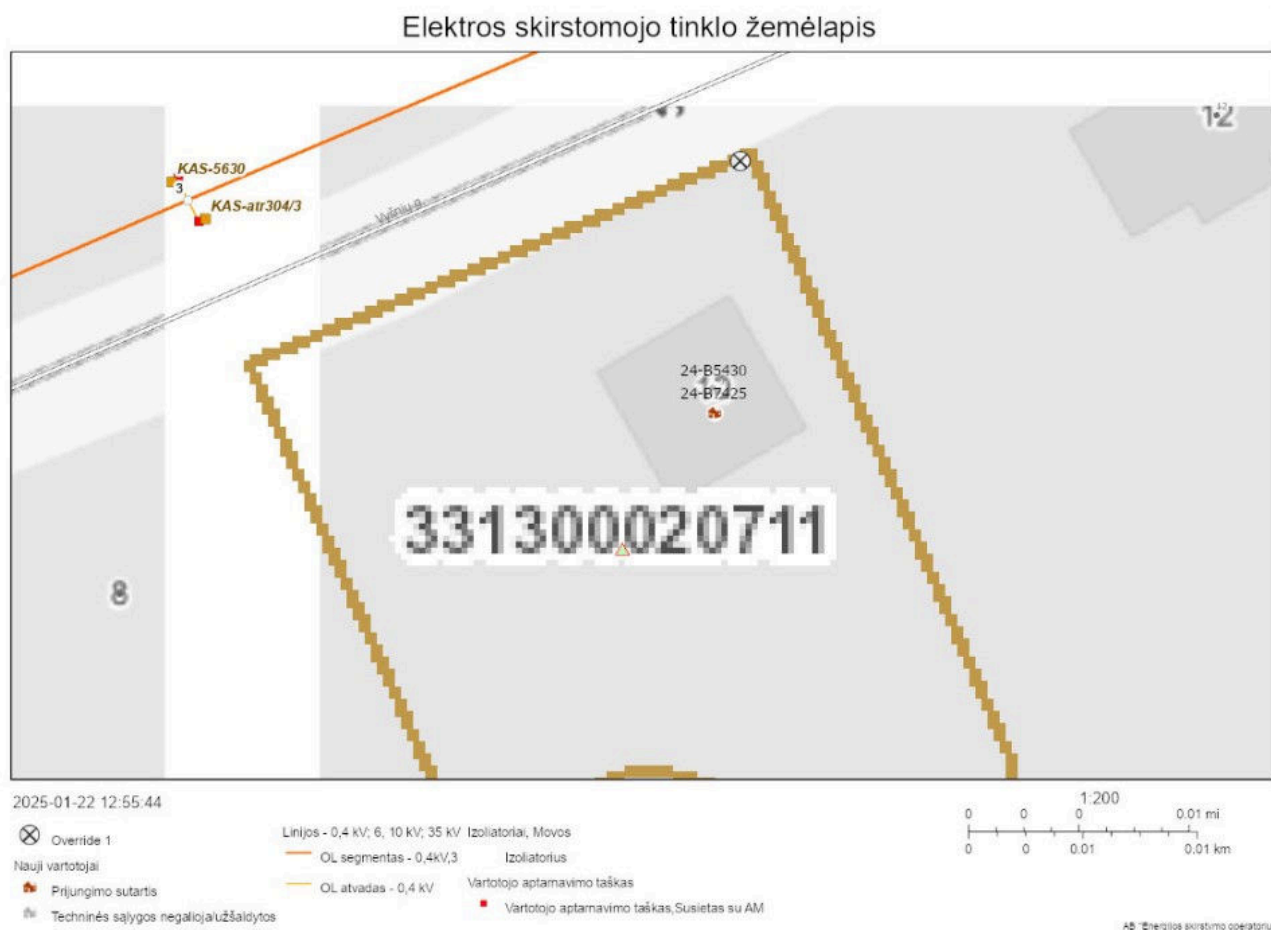 Elektros skirstomojo tinklo žemėlapis
12
KAS-5630
3
KAS-atr304/3
Vyšnių g.
24-B5430
24-B7425
331300020711
8
2025-01-22 12:55:44
1:200
0 0 0 0.01 mi
0 0 0.01 0.01 km
Override 1
Nauji vartotojai
Prijungimo sutartis
Techninės sąlygos negalioja/užšaldytos
Linijos - 0,4 kV; 6, 10 kV; 35 kV
OL segmentas - 0,4kV,3
OL atvadas - 0,4 kV
Izoliatoriai, Movos
Izoliatorius
Vartotojo aptarnavimo taškas
Vartotojo aptarnavimo taškas,Susietas su AM
AB "Energijos skirstymo